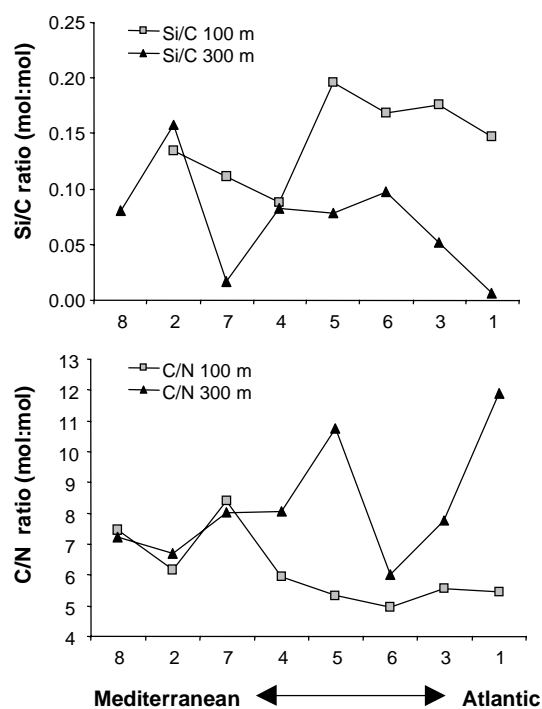 Si/C ratio (mol:mol)
0.25
0.20
0.15
0.10
0.05
0.00
Si/C 100 m
Si/C 300 m
8 2 7 4 5 6 3 1
C/N ratio (mol:mol)
13
12
11
10
9
8
7
6
5
4
C/N 100 m
C/N 300 m
8 2 7 4 5 6 3 1
Mediterranean Atlantic